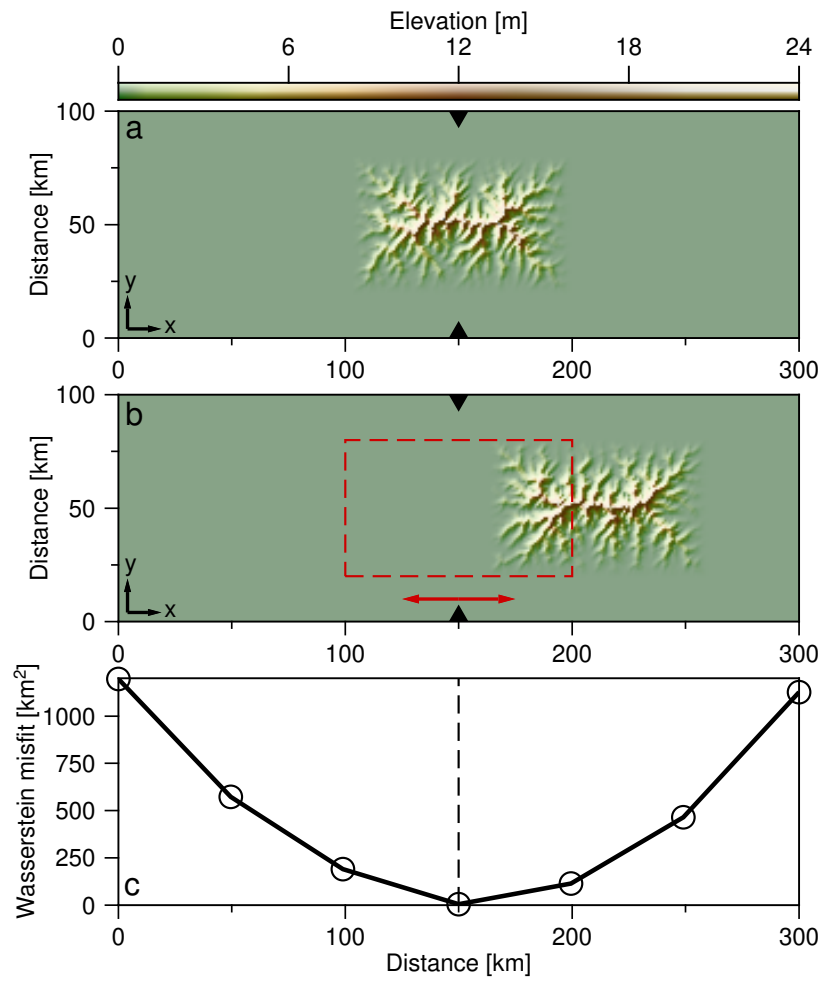 Elevation [m]
0 6 12 18 24
a
Distance [km]
100
50
0
y
x
0 100 200 300
b
Distance [km]
100
50
0
y
x
0 100 200 300
c
Wasserstein misfit [km²]
1000
750
500
250
0
0 100 200 300
Distance [km]